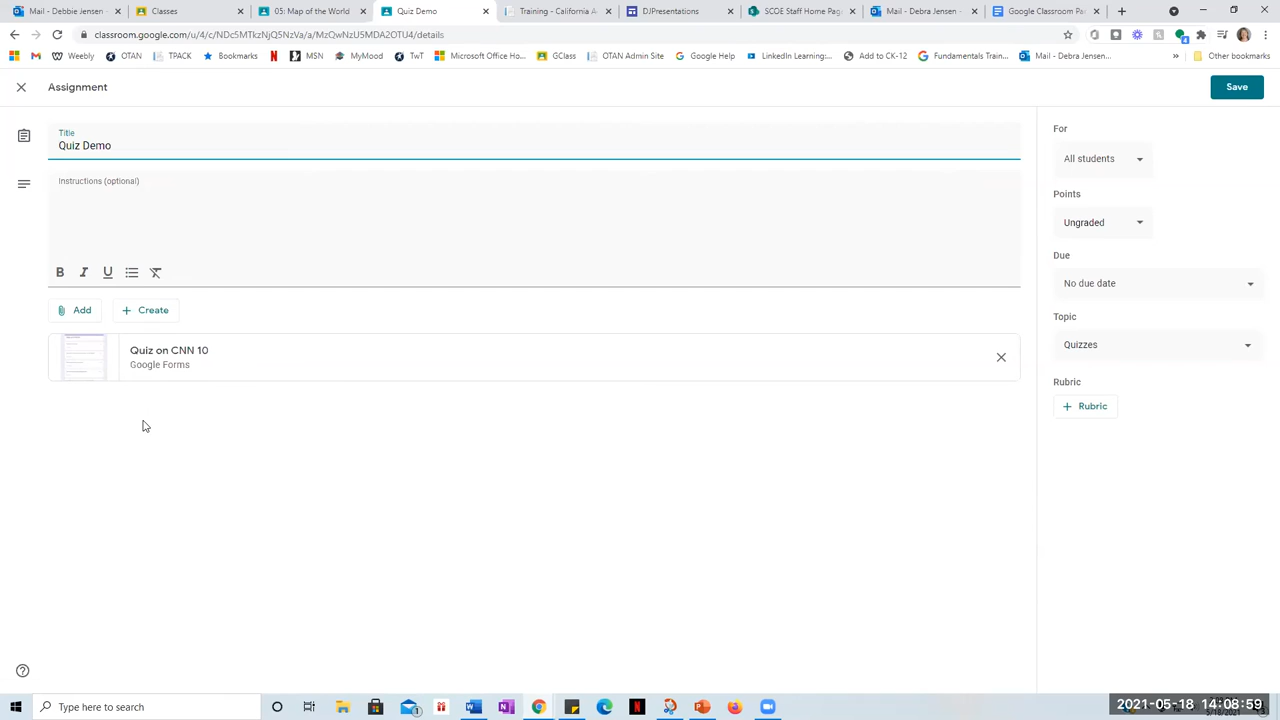 Mail - Debbie Jensen - Outlook
Classes
05: Map of the World
Quiz Demo
Training - California A
DJPresentations
SCOE Staff Home Page
Mail - Debra Jensen
Google Classroom Pa
classroom.google.com/u/4/c/NDc5MTkzNjQ5NzVa/a/MzQwNzU5MDA2OTU4/details
Weebly
OTAN
TPACK
Bookmarks
MSN
MyMood
TwT
Microsoft Office Hom...
GClass
OTAN Admin Site
Google Help
LinkedIn Learning:...
Add to CK-12
Fundamentals Train...
Mail - Debra Jensen...
»
Other bookmarks
Assignment
Save
Title
Quiz Demo
Instructions (optional)
B I U
Add
+ Create
Quiz on CNN 10
Google Forms
For
All students
Points
Ungraded
Due
No due date
Topic
Quizzes
Rubric
+ Rubric
Type here to search
2021-05-18 14:08:59